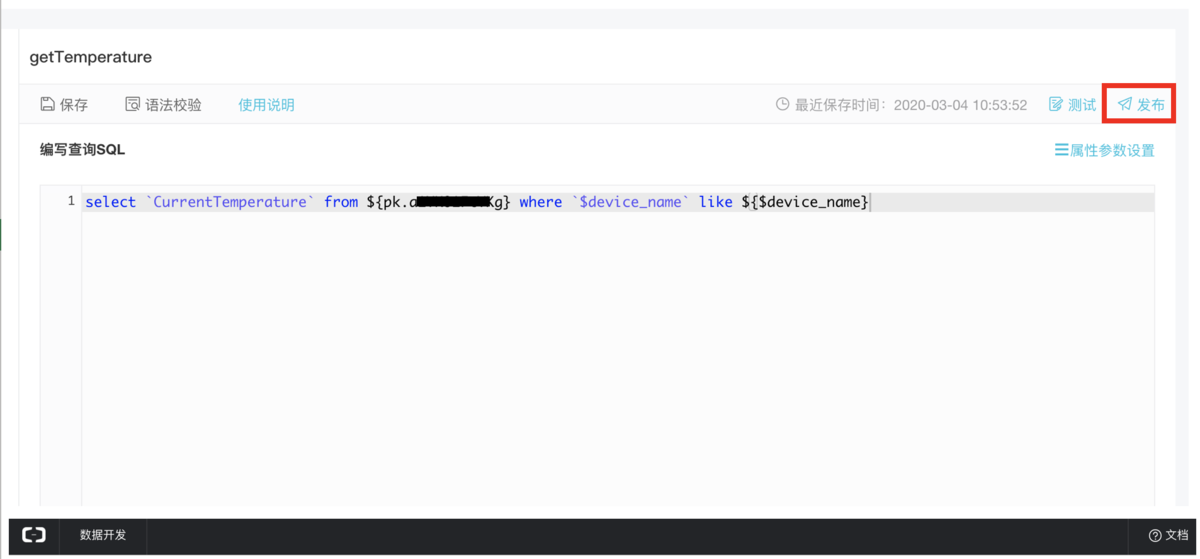 getTemperature
保存 语法校验 使用说明 最近保存时间：2020-03-04 10:53:52 测试 发布
编写查询SQL 属性参数设置
1 select `CurrentTemperature` from ${pk.a Kg} where `$device_name` like ${$device_name}
数据开发 文档